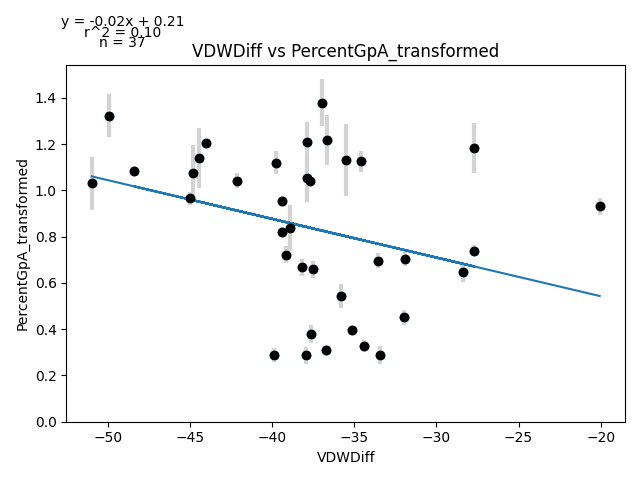 y = -0.02x + 0.21
r^2 = 0.10
n = 37
VDWDiff vs PercentGpA_transformed
1.4
1.2
1.0
0.8
0.6
0.4
0.2
0.0
PercentGpA_transformed
−50
−45
−40
−35
−30
−25
−20
VDWDiff